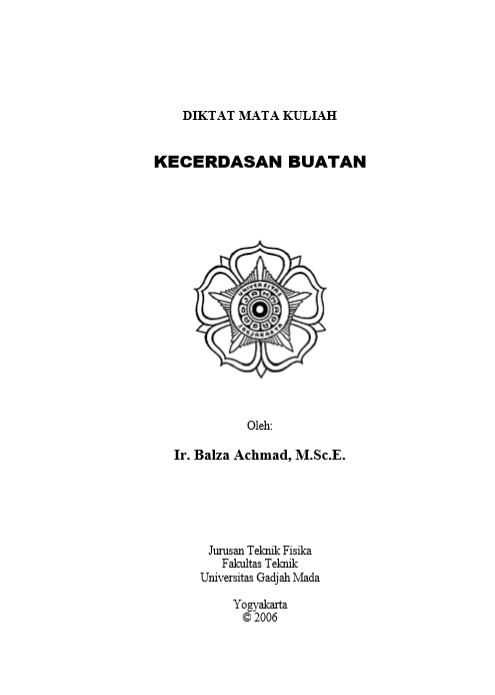 DIKTAT MATA KULIAH
KECERDASAN BUATAN
UNIVERSITAS
GADJAH MADA
JOGJAKARTA
Oleh:
Ir. Balza Achmad, M.Sc.E.
Jurusan Teknik Fisika
Fakultas Teknik
Universitas Gadjah Mada
Yogyakarta
© 2006